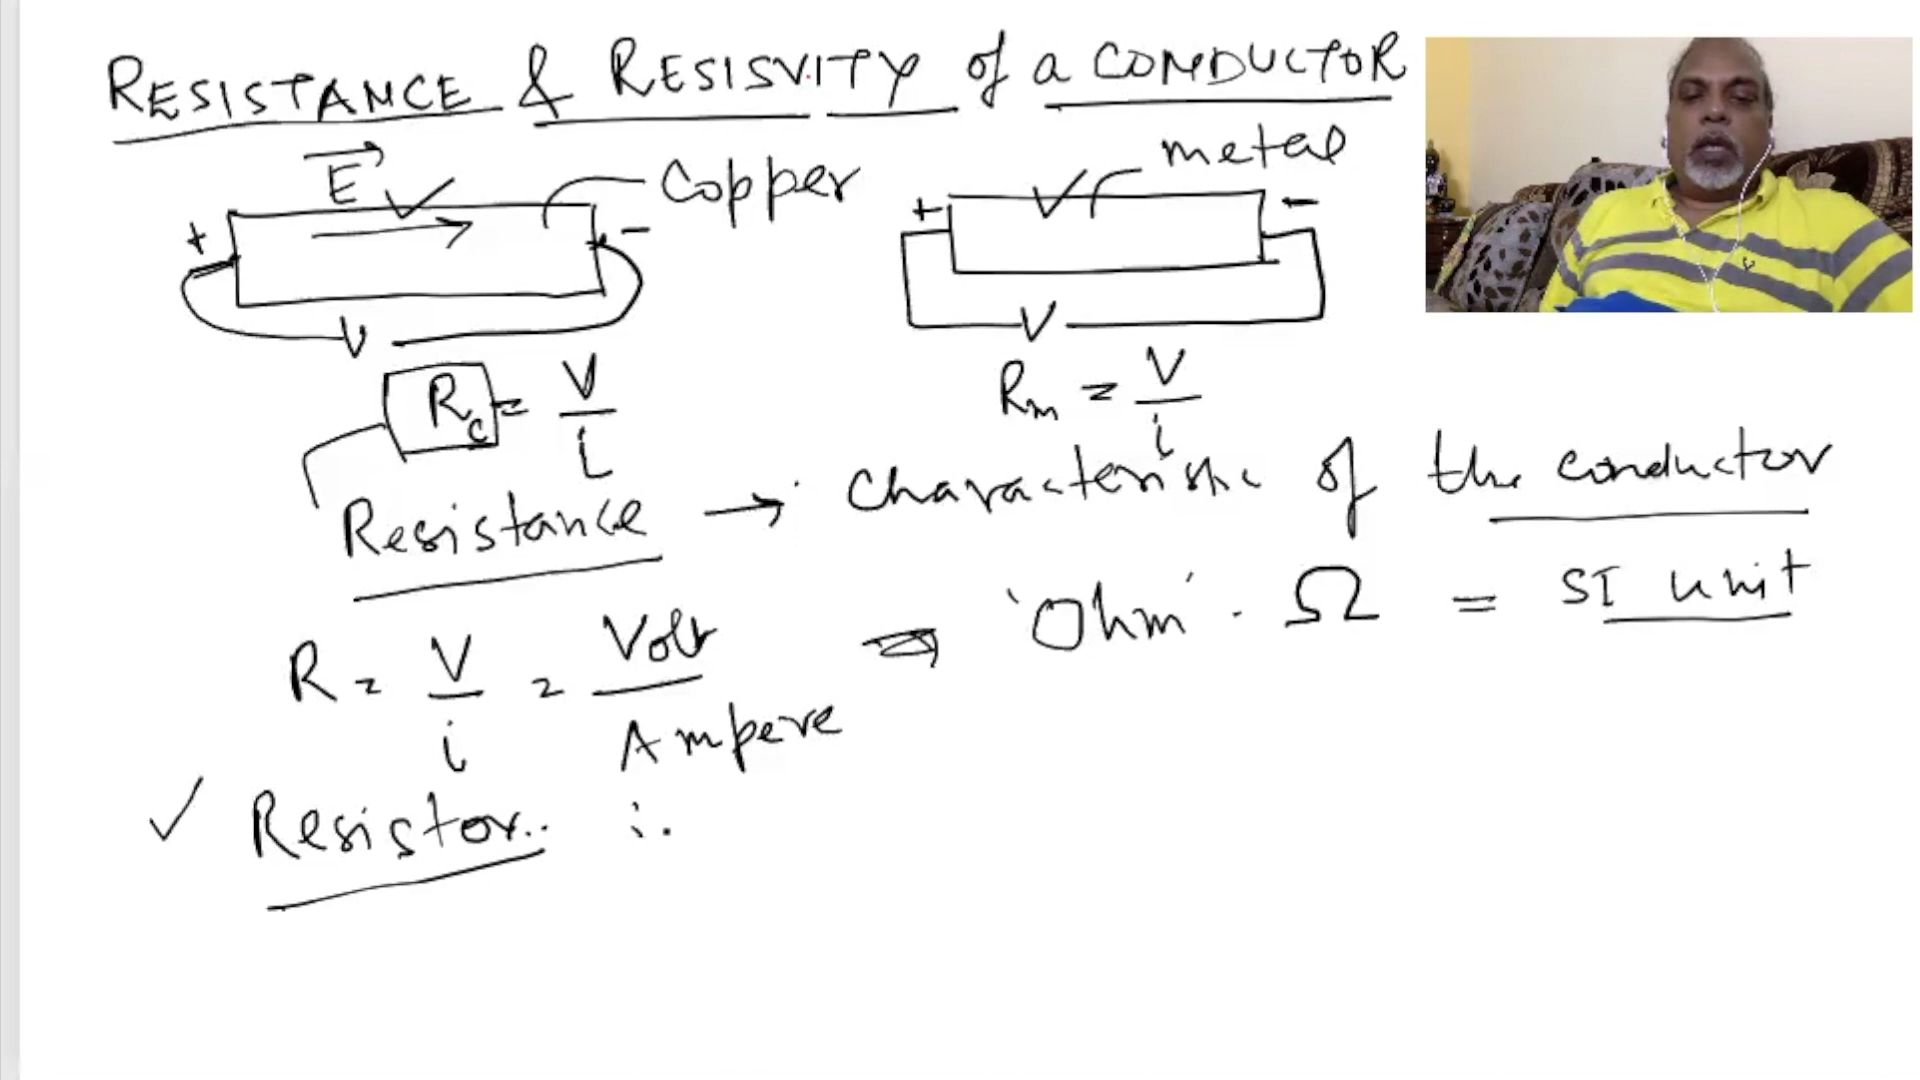 RESISTANCE & RESISVITY of a CONDUCTOR
E Copper metal
+ - + -
V V
Rc = V/i Rm = V/i
Resistance → Characteristic of the conductor
R = V/i = Volt/Ampere ⇒ 'Ohm' . Ω = SI unit
✓ Resistor.. :.